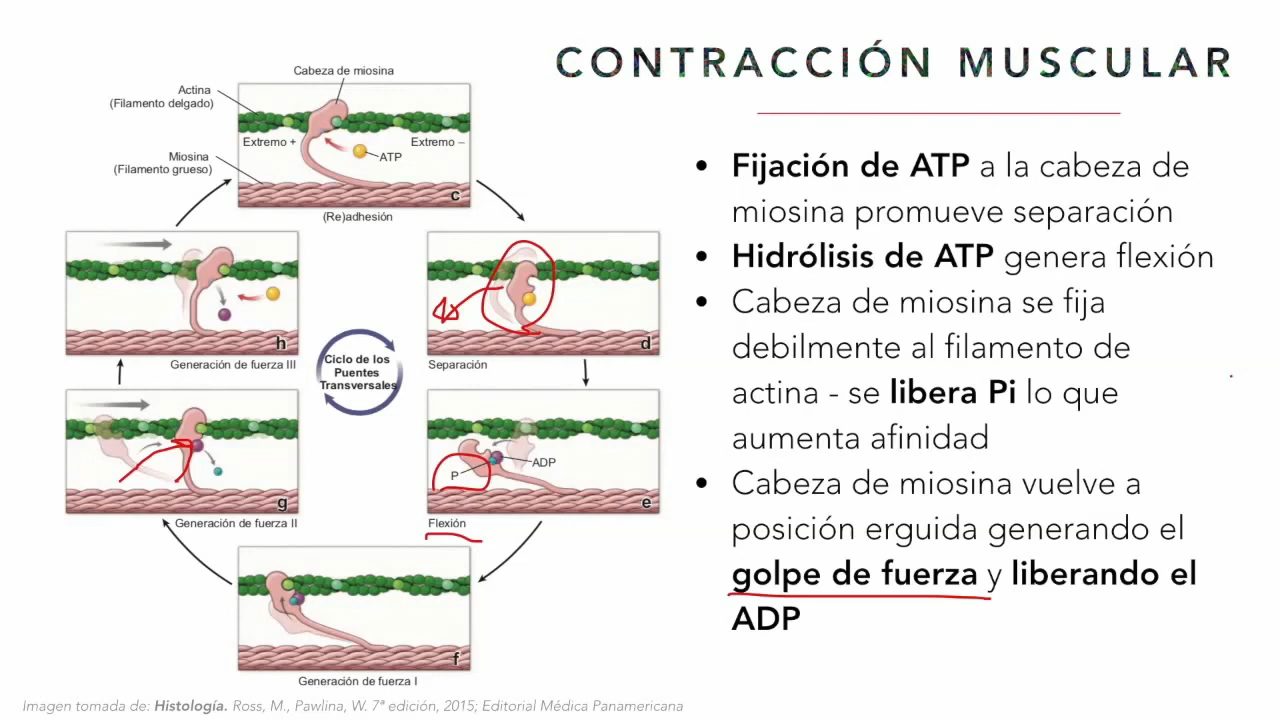 CONTRACCIÓN MUSCULAR
Cabeza de miosina
Actina
(Filamento delgado)
Extremo +
Extremo –
ATP
Miosina
(Filamento grueso)
c
(Re)adhesión
h
Generación de fuerza III
d
Separación
Ciclo de los
Puentes
Transversales
g
Generación de fuerza II
P
ADP
e
Flexión
f
Generación de fuerza I
• Fijación de ATP a la cabeza de
miosina promueve separación
• Hidrólisis de ATP genera flexión
• Cabeza de miosina se fija
debilmente al filamento de
actina - se libera Pi lo que
aumenta afinidad
• Cabeza de miosina vuelve a
posición erguida generando el
golpe de fuerza y liberando el
ADP
Imagen tomada de: Histología. Ross, M., Pawlina, W. 7ª edición, 2015; Editorial Médica Panamericana